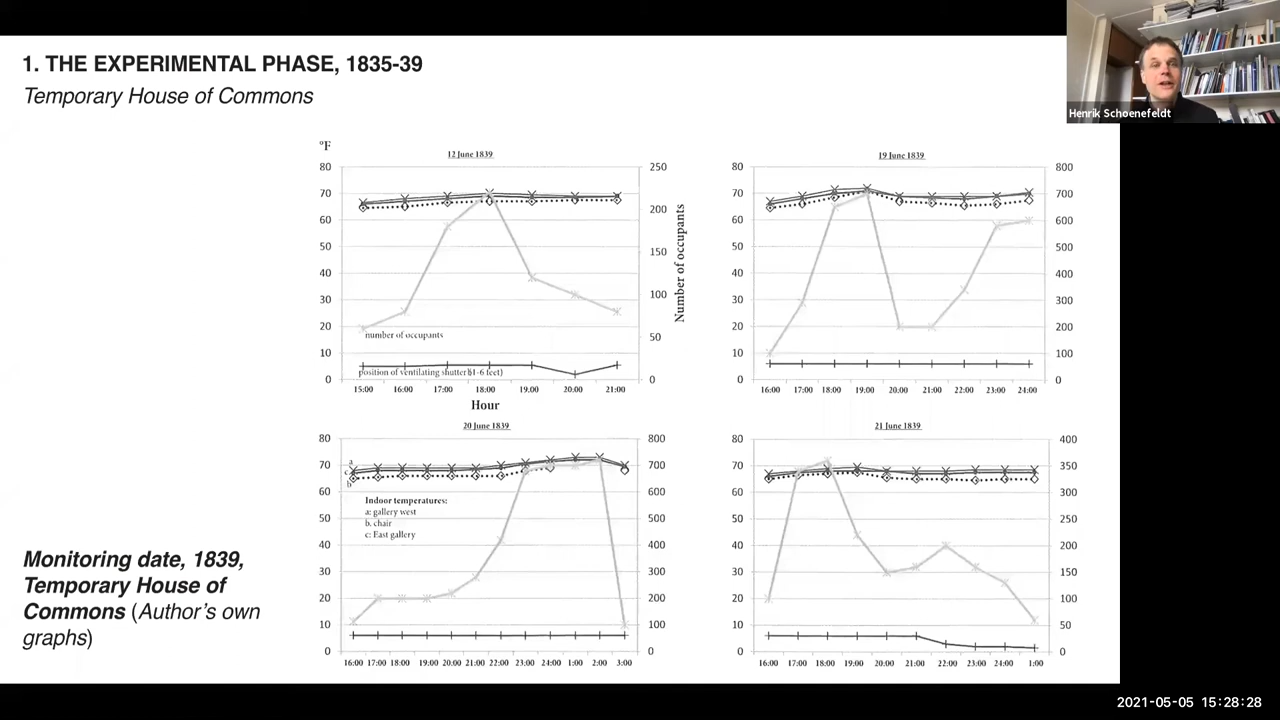 1. THE EXPERIMENTAL PHASE, 1835-39
Temporary House of Commons
Henrik Schoenefeldt
°F
12 June 1839
80
70
60
50
40
30
20
10
0
250
200
150
100
50
0
Number of occupants
number of occupants
position of ventilating shutter (1-6 feet)
15:00 16:00 17:00 18:00 19:00 20:00 21:00
Hour
19 June 1839
80
70
60
50
40
30
20
10
0
800
700
600
500
400
300
200
100
0
16:00 17:00 18:00 19:00 20:00 21:00 22:00 23:00 24:00
20 June 1839
80
70
60
50
40
30
20
10
0
800
700
600
500
400
300
200
100
0
a
c
b
Indoor temperatures:
a: gallery west
b. chair
c: East gallery
16:00 17:00 18:00 19:00 20:00 21:00 22:00 23:00 24:00 1:00 2:00 3:00
21 June 1839
80
70
60
50
40
30
20
10
0
400
350
300
250
200
150
100
50
0
16:00 17:00 18:00 19:00 20:00 21:00 22:00 23:00 24:00 1:00
Monitoring date, 1839,
Temporary House of
Commons (Author's own
graphs)
2021-05-05 15:28:28